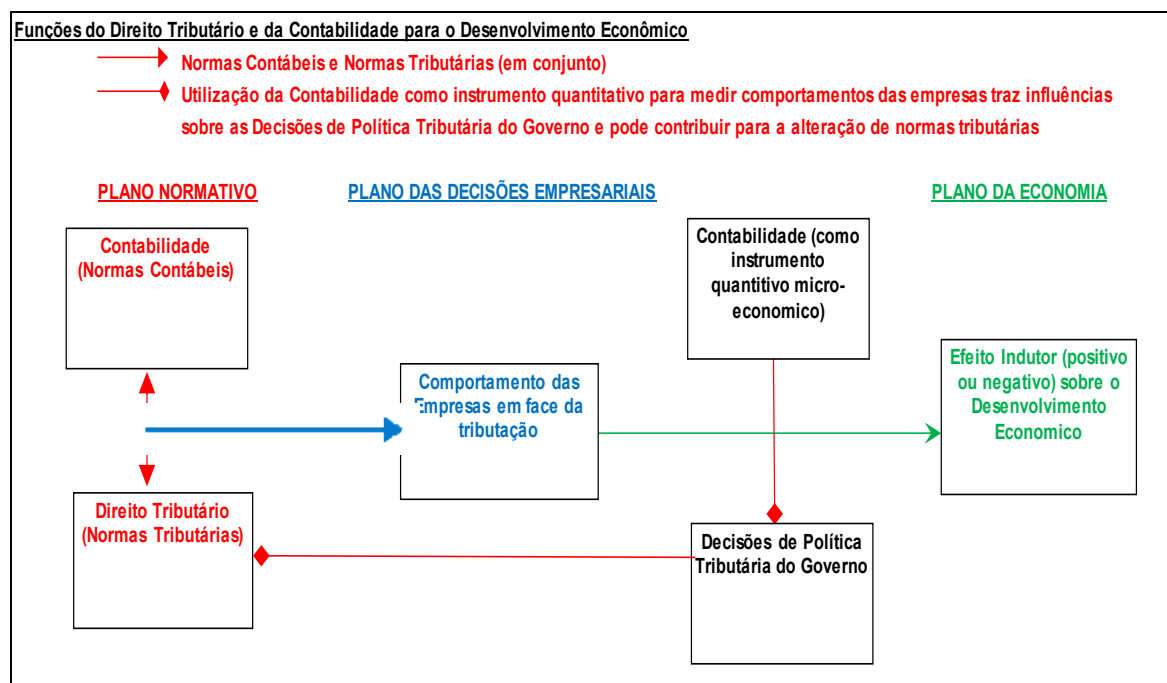 Funções do Direito Tributário e da Contabilidade para o Desenvolvimento Econômico
Normas Contábeis e Normas Tributárias (em conjunto)
Utilização da Contabilidade como instrumento quantitativo para medir comportamentos das empresas traz influências
sobre as Decisões de Política Tributária do Governo e pode contribuir para a alteração de normas tributárias
PLANO NORMATIVO
PLANO DAS DECISÕES EMPRESARIAIS
PLANO DA ECONOMIA
Contabilidade
(Normas Contábeis)
Contabilidade (como
instrumento
quantitivo micro-
economico)
Comportamento das
Empresas em face da
tributação
Efeito Indutor (positivo
ou negativo) sobre o
Desenvolvimento
Economico
Direito Tributário
(Normas Tributárias)
Decisões de Política
Tributária do Governo